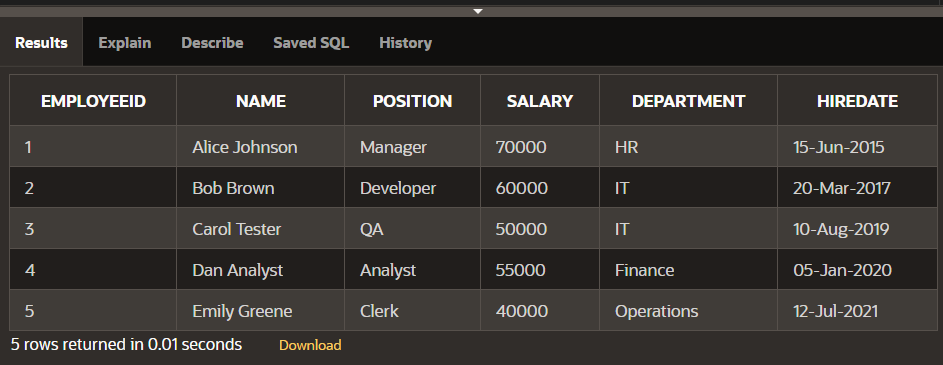 Results Explain Describe Saved SQL History
EMPLOYEEID NAME POSITION SALARY DEPARTMENT HIREDATE
1 Alice Johnson Manager 70000 HR 15-Jun-2015
2 Bob Brown Developer 60000 IT 20-Mar-2017
3 Carol Tester QA 50000 IT 10-Aug-2019
4 Dan Analyst Analyst 55000 Finance 05-Jan-2020
5 Emily Greene Clerk 40000 Operations 12-Jul-2021
5 rows returned in 0.01 seconds Download